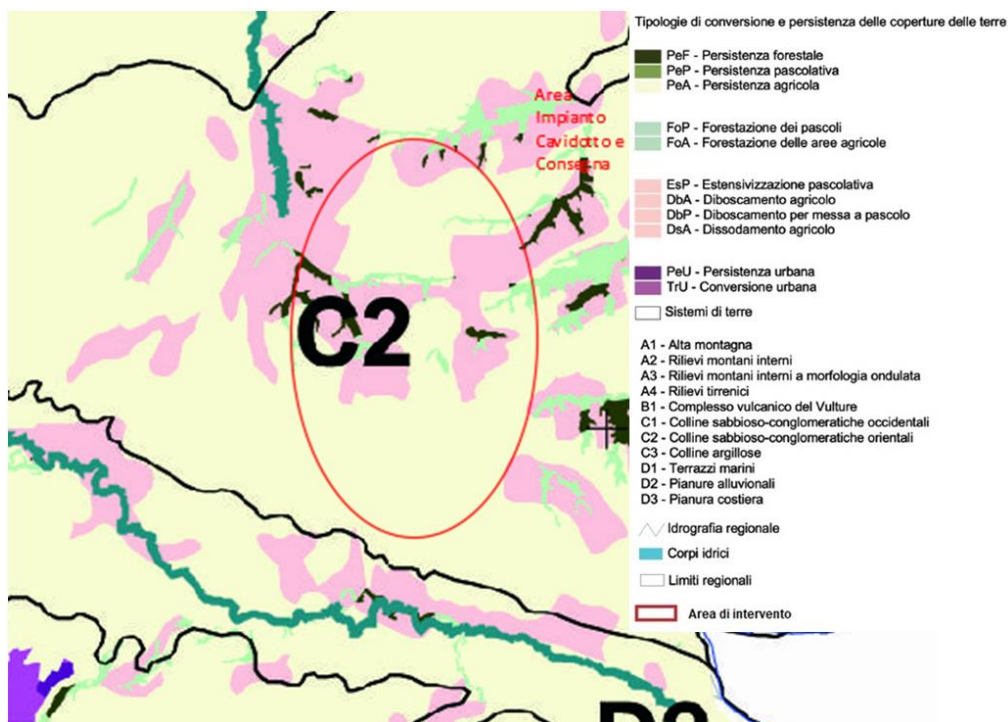 Tipologie di conversione e persistenza delle coperture delle terre
PeF - Persistenza forestale
PeP - Persistenza pascolativa
PeA - Persistenza agricola
FoP - Forestazione dei pascoli
FoA - Forestazione delle aree agricole
EsP - Estensivizzazione pascolativa
DbA - Diboscamento agricolo
DbP - Diboscamento per messa a pascolo
DsA - Dissodamento agricolo
PeU - Persistenza urbana
TrU - Conversione urbana
Sistemi di terre
A1 - Alta montagna
A2 - Rilievi montani interni
A3 - Rilievi montani interni a morfologia ondulata
A4 - Rilievi tirrenici
B1 - Complesso vulcanico del Vulture
C1 - Colline sabbioso-conglomeratiche occidentali
C2 - Colline sabbioso-conglomeratiche orientali
C3 - Colline argillose
D1 - Terrazzi marini
D2 - Pianure alluvionali
D3 - Pianura costiera
Idrografia regionale
Corpi idrici
Limiti regionali
Area di intervento
Area
Impianto
Cavidotto e
Consegna
C2